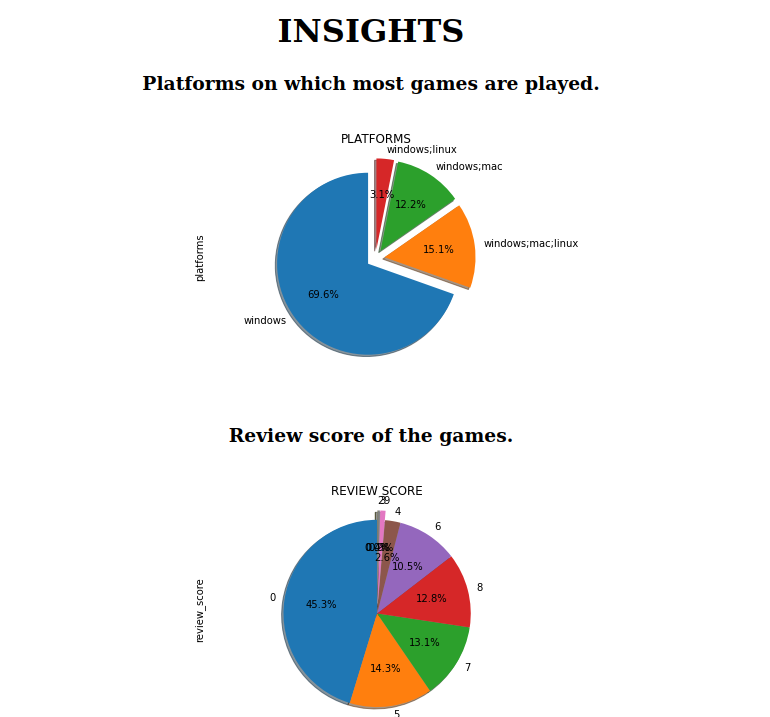 INSIGHTS
Platforms on which most games are played.
PLATFORMS
windows;linux
windows;mac
3.1%
12.2%
windows;mac;linux
15.1%
platforms
69.6%
windows
Review score of the games.
REVIEW SCORE
4
6
2.6%
10.5%
8
0
45.3%
12.8%
review_score
13.1%
14.3%
7
5